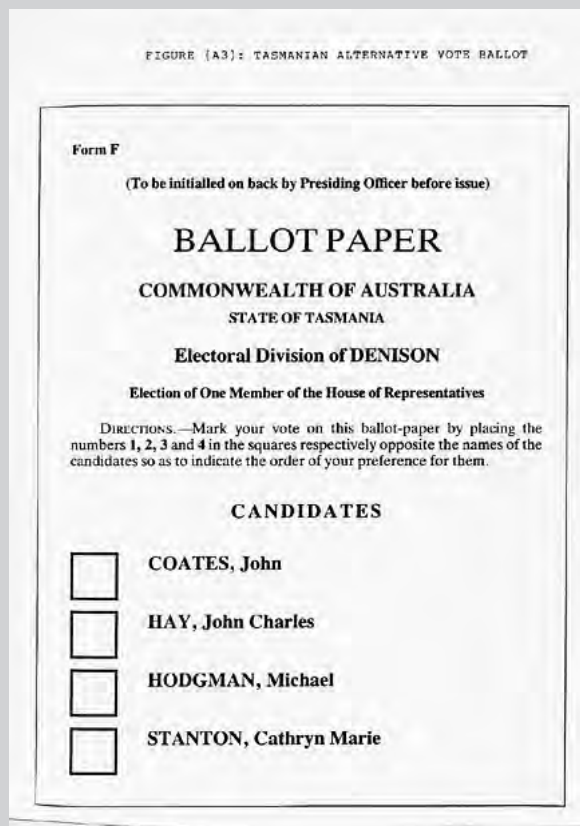 FIGURE (A3): TASMANIAN ALTERNATIVE VOTE BALLOT
Form F
(To be initialled on back by Presiding Officer before issue)
BALLOT PAPER
COMMONWEALTH OF AUSTRALIA
STATE OF TASMANIA
Electoral Division of DENISON
Election of One Member of the House of Representatives
DIRECTIONS.—Mark your vote on this ballot-paper by placing the
numbers 1, 2, 3 and 4 in the squares respectively opposite the names of the
candidates so as to indicate the order of your preference for them.
CANDIDATES
COATES, John
HAY, John Charles
HODGMAN, Michael
STANTON, Cathryn Marie